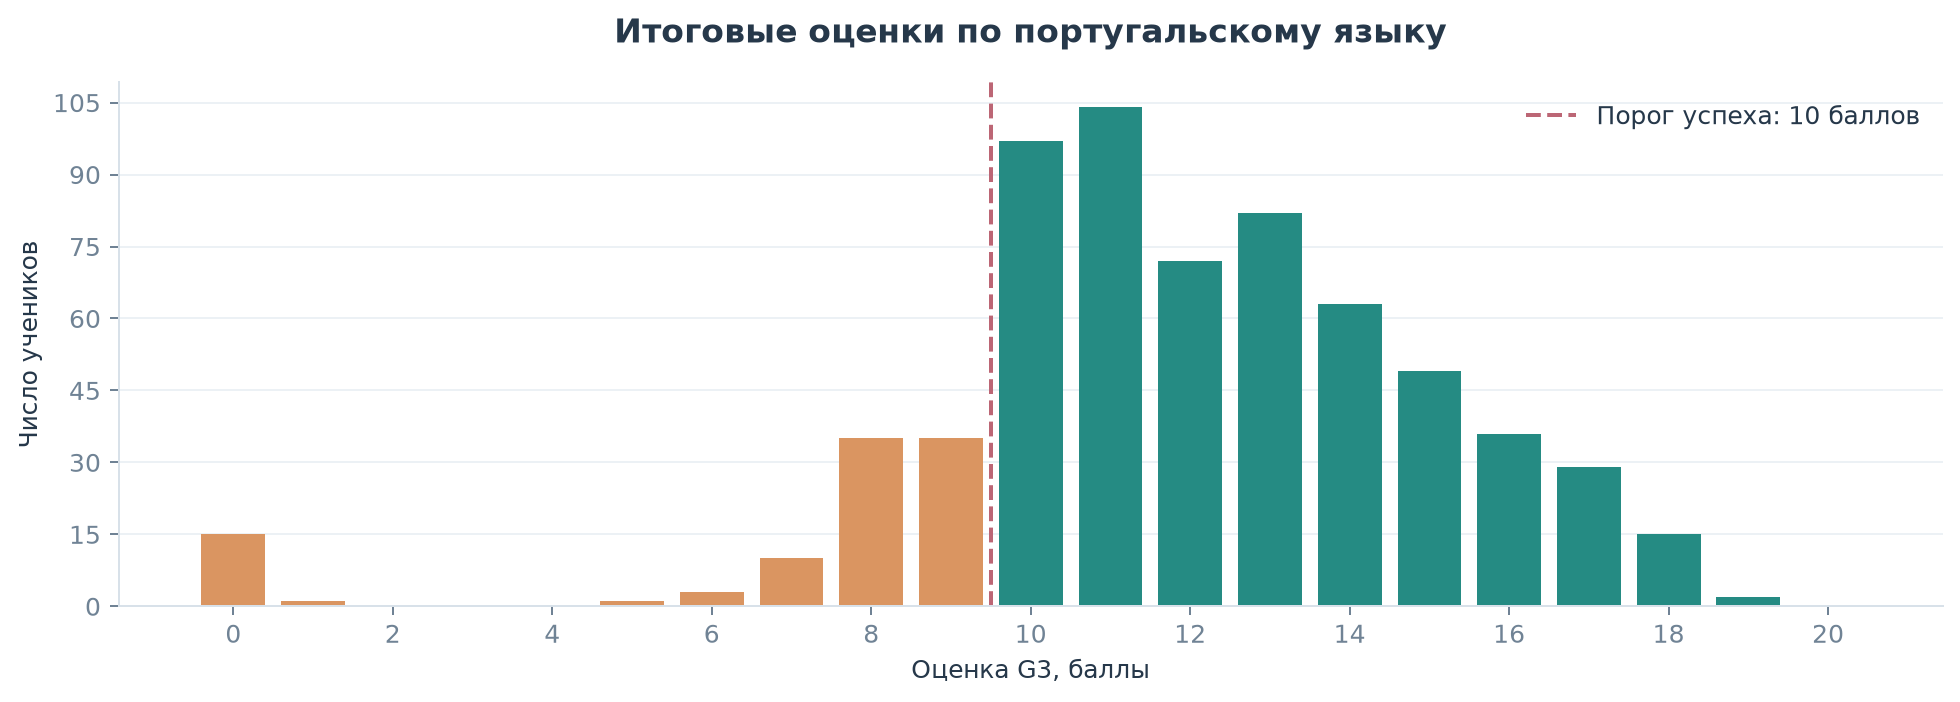 Итоговые оценки по португальскому языку
Порог успеха: 10 баллов
Число учеников
105
90
75
60
45
30
15
0
0 2 4 6 8 10 12 14 16 18 20
Оценка G3, баллы